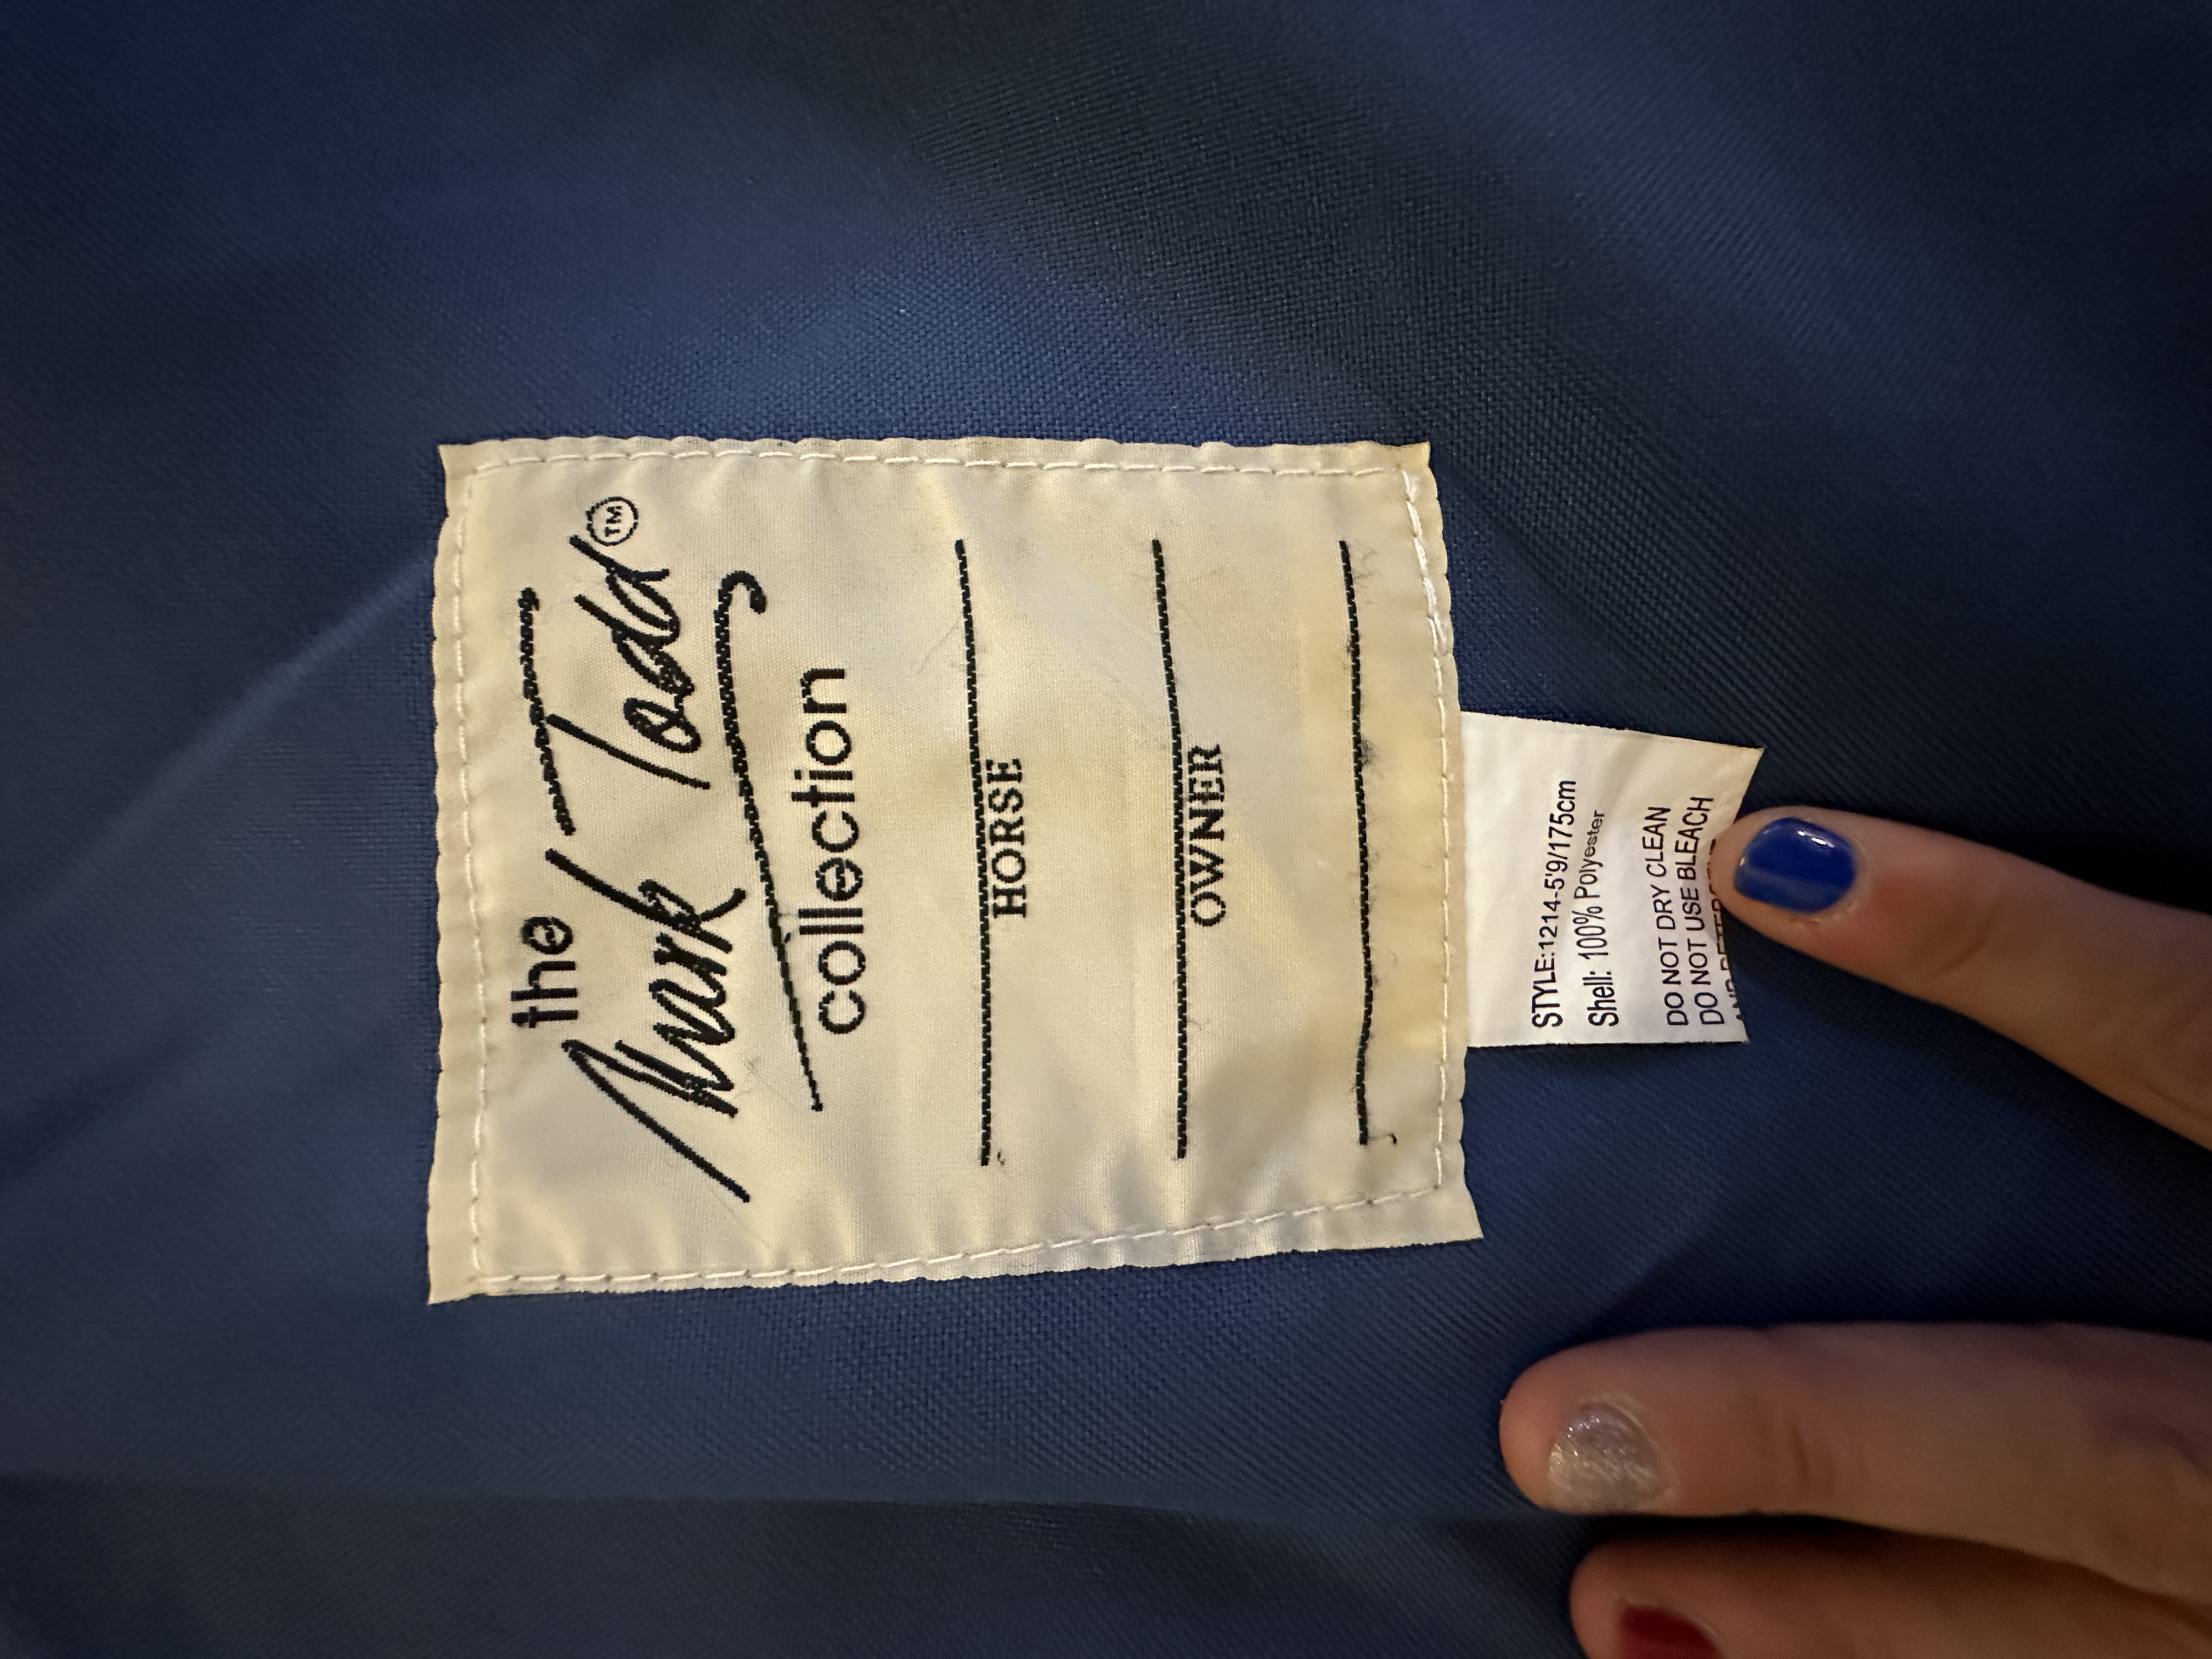 the
Mark Todd™
collection
HORSE
OWNER
STYLE:1214-5'9/175cm
Shell: 100% Polyester
DO NOT DRY CLEAN
DO NOT USE BLEACH